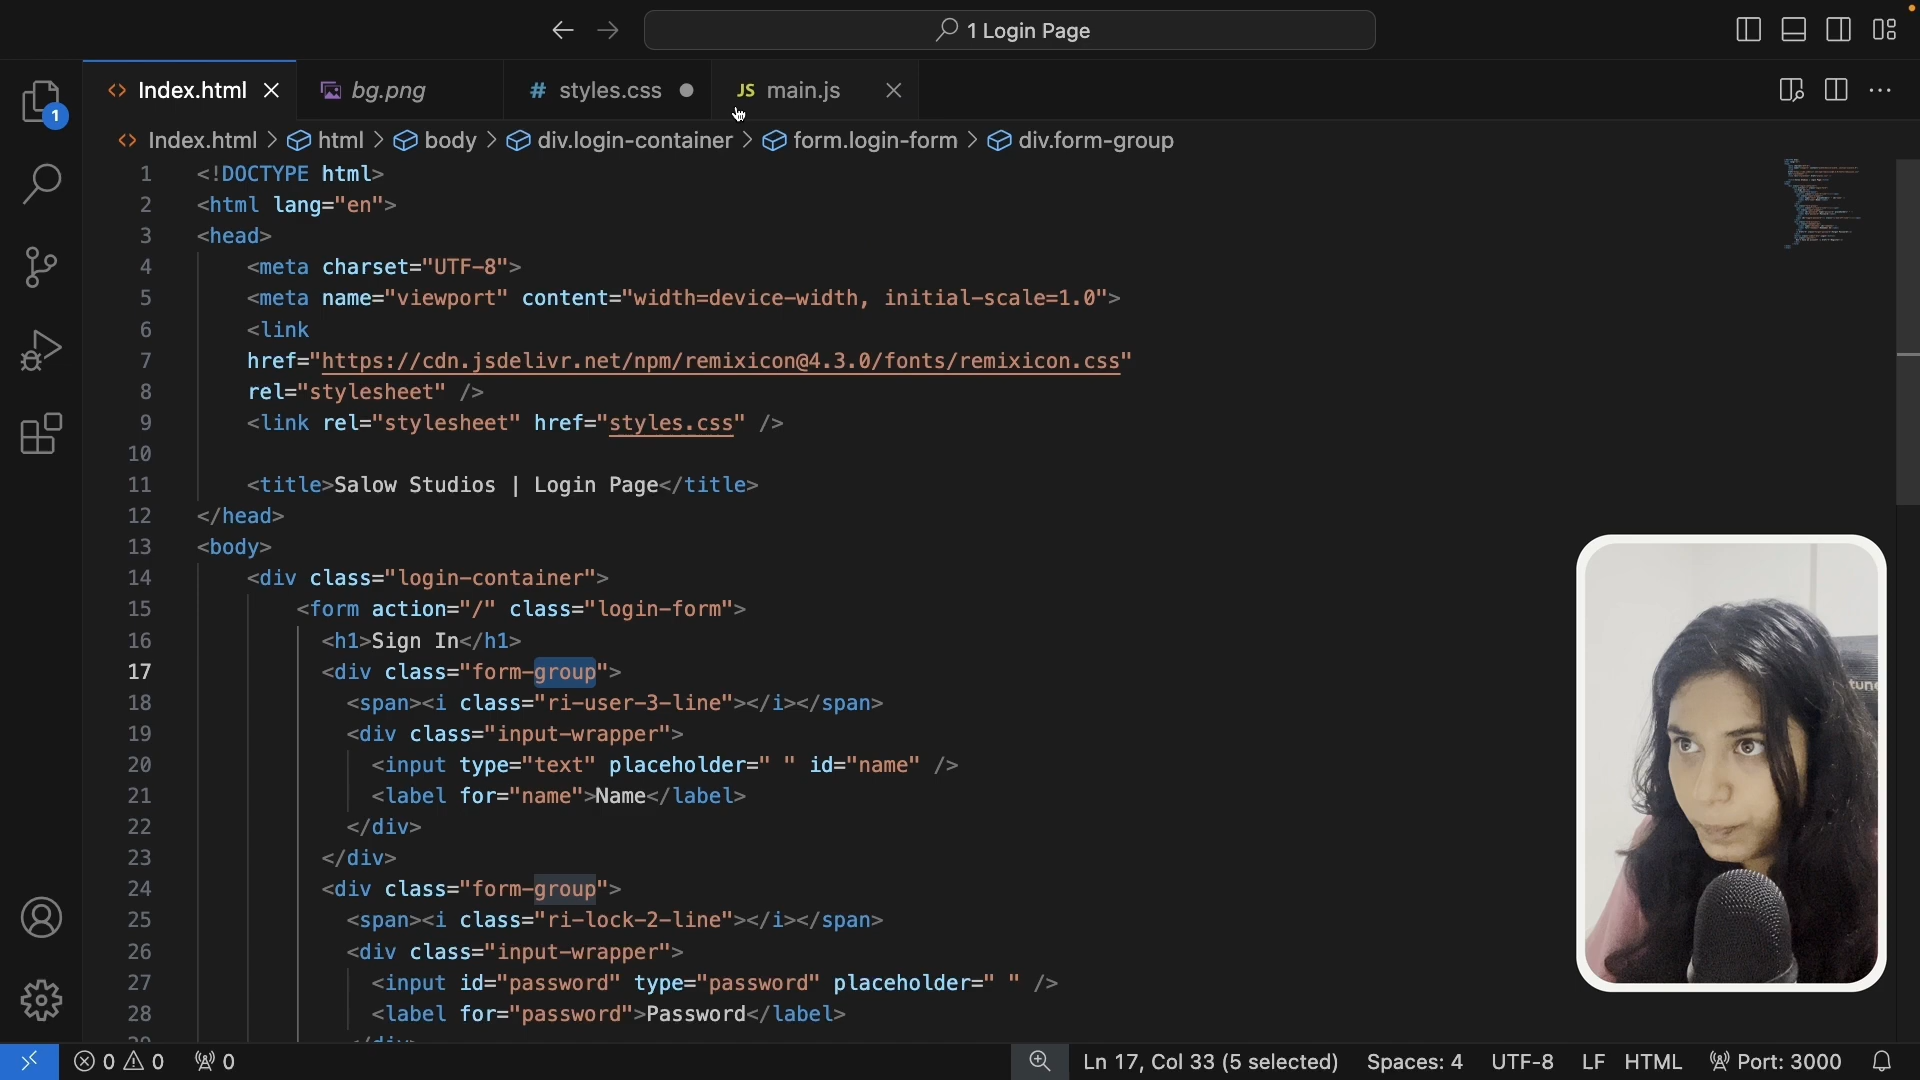 1 Login Page
Index.html
bg.png
# styles.css
JS main.js
1
Index.html > html > body > div.login-container > form.login-form > div.form-group
1 <!DOCTYPE html>
2 <html lang="en">
3 <head>
4 <meta charset="UTF-8">
5 <meta name="viewport" content="width=device-width, initial-scale=1.0">
6 <link
7 href="https://cdn.jsdelivr.net/npm/remixicon@4.3.0/fonts/remixicon.css"
8 rel="stylesheet" />
9 <link rel="stylesheet" href="styles.css" />
10
11 <title>Salow Studios | Login Page</title>
12 </head>
13 <body>
14 <div class="login-container">
15 <form action="/" class="login-form">
16 <h1>Sign In</h1>
17 <div class="form-group">
18 <span><i class="ri-user-3-line"></i></span>
19 <div class="input-wrapper">
20 <input type="text" placeholder=" " id="name" />
21 <label for="name">Name</label>
22 </div>
23 </div>
24 <div class="form-group">
25 <span><i class="ri-lock-2-line"></i></span>
26 <div class="input-wrapper">
27 <input id="password" type="password" placeholder=" " />
28 <label for="password">Password</label>
0 0 0 Ln 17, Col 33 (5 selected) Spaces: 4 UTF-8 LF HTML Port: 3000